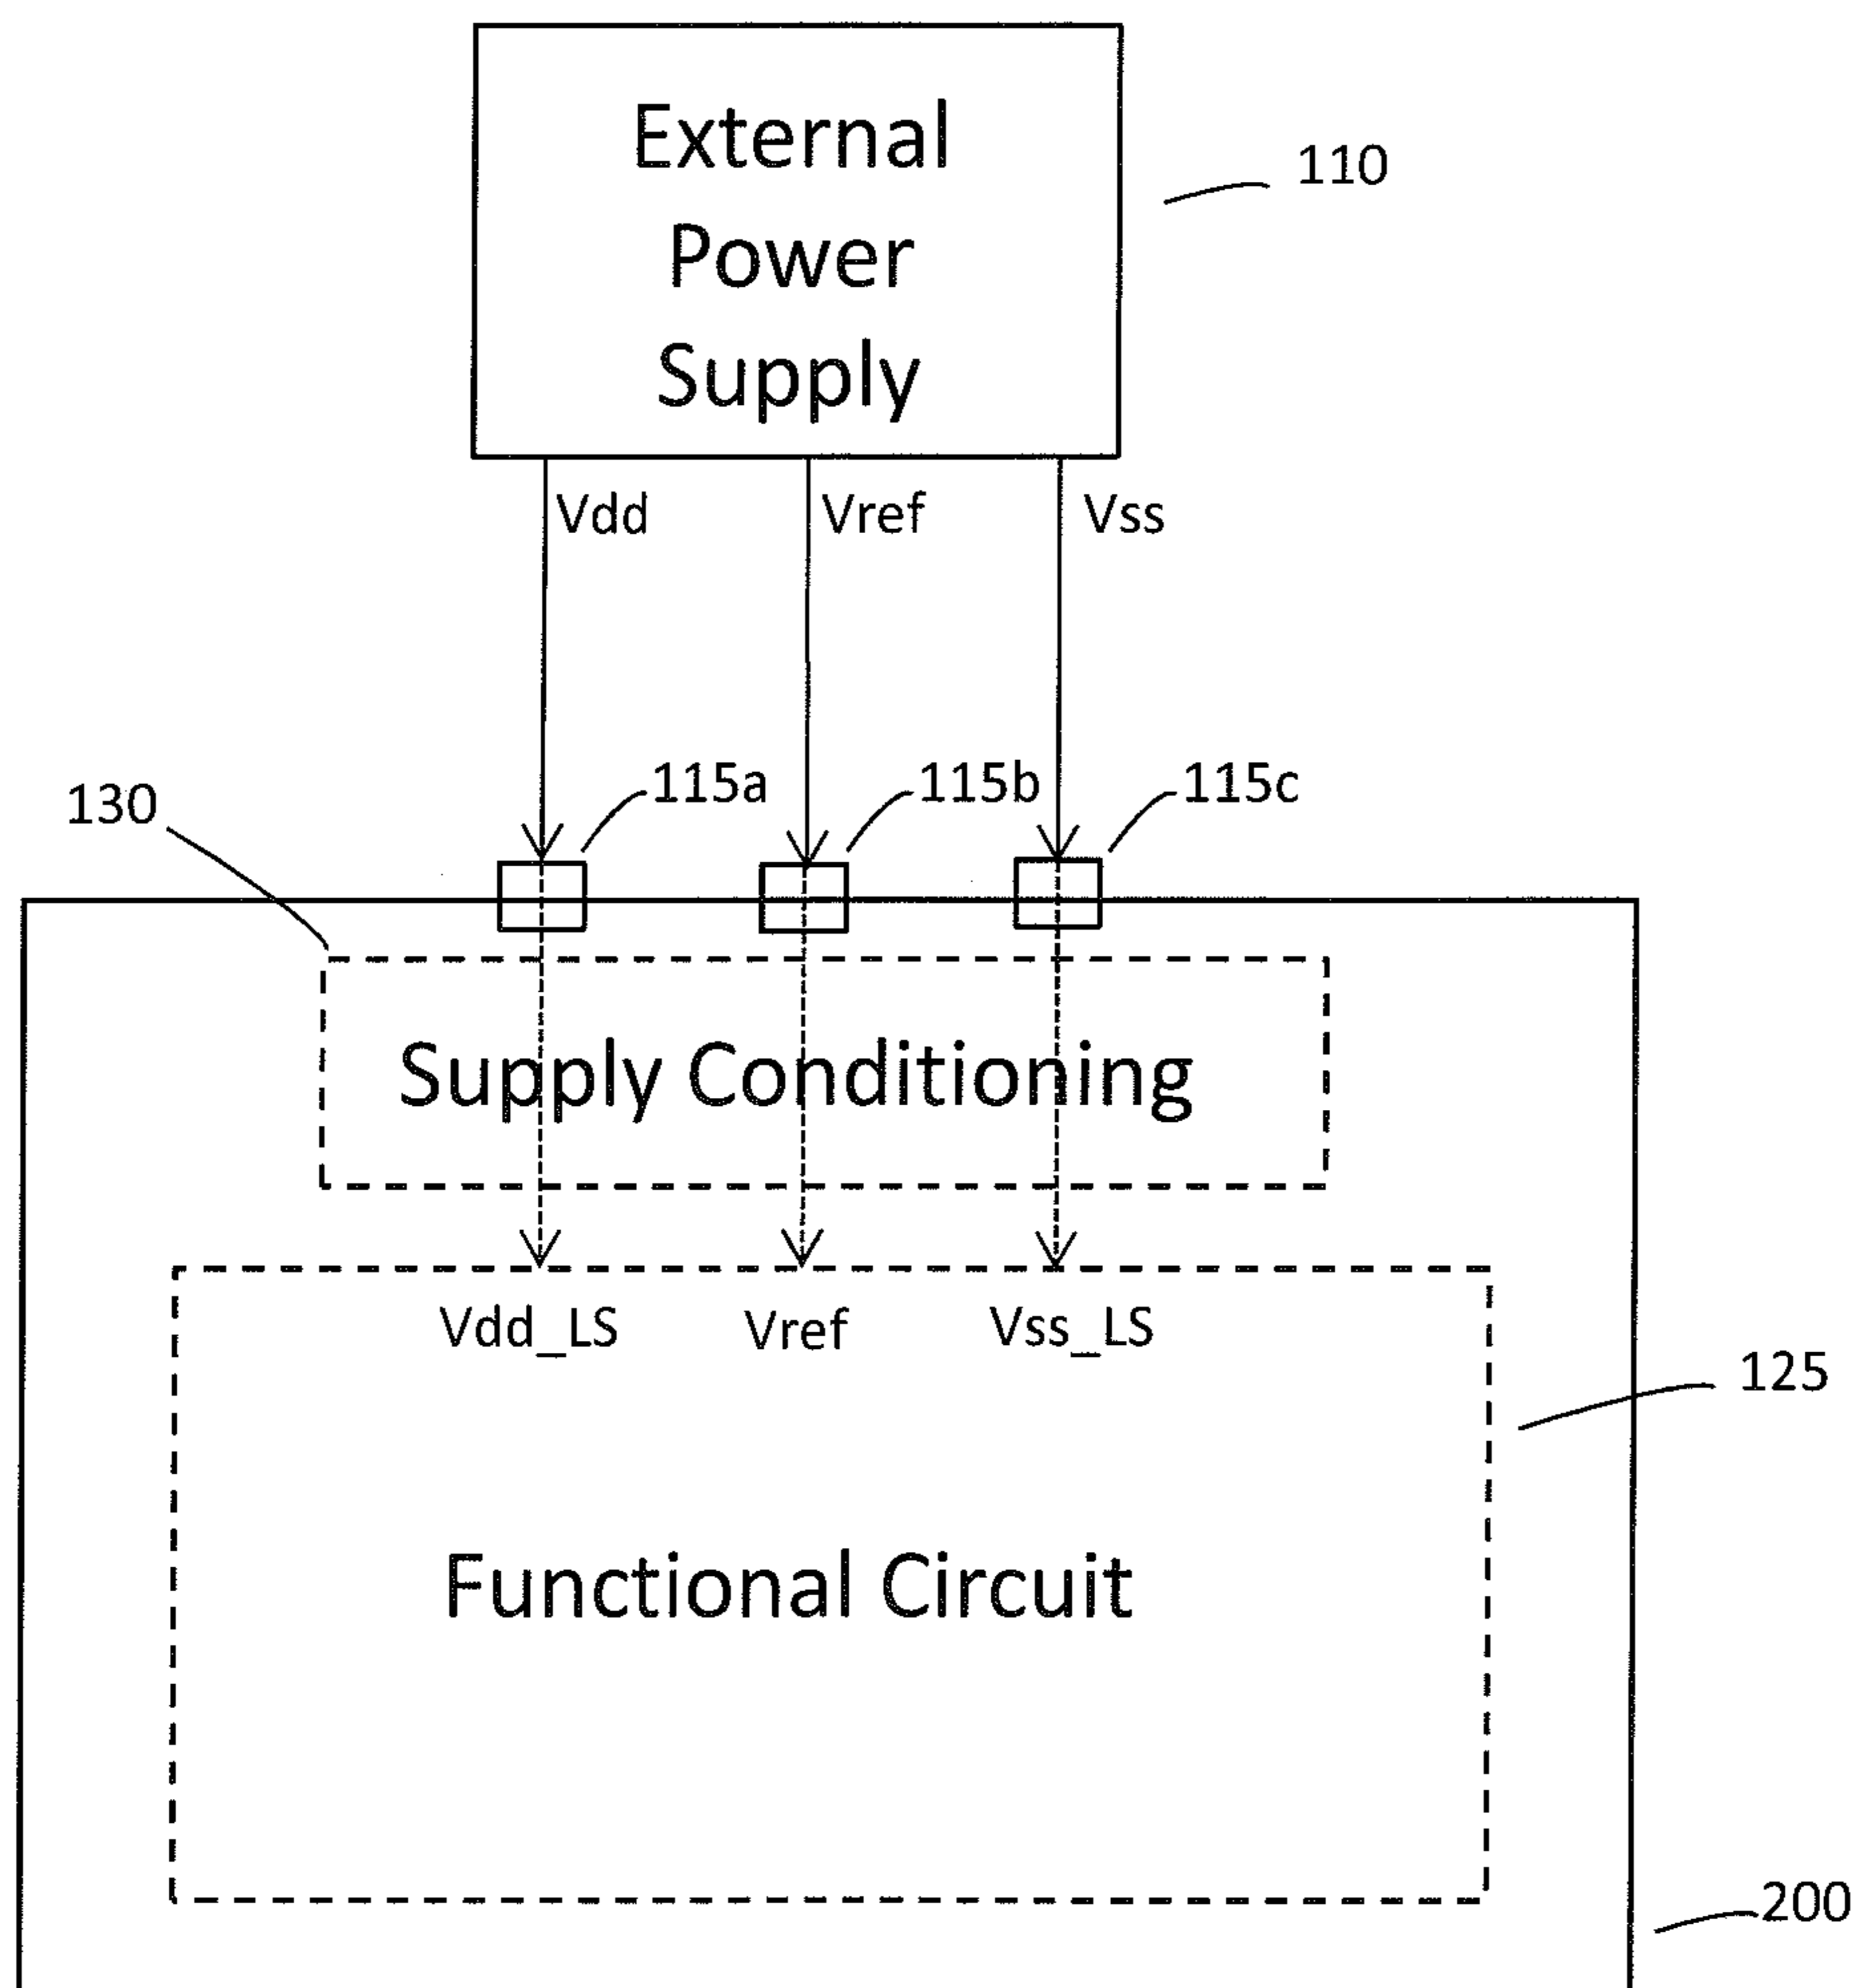 External
Power
Supply
110
Vdd
Vref
Vss
130
115a
115b
115c
Supply Conditioning
Vdd_LS
Vref
Vss_LS
125
Functional Circuit
200